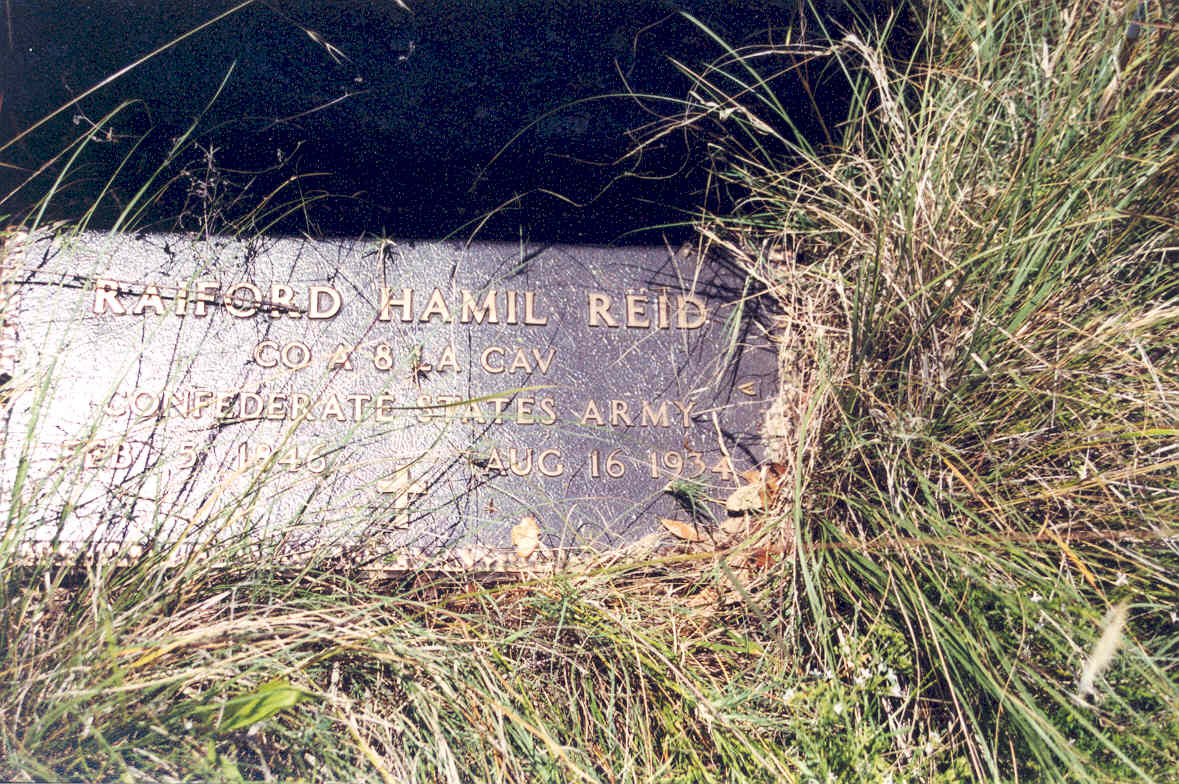 RAIFORD HAMIL REID
CO A 8 LA CAV
CONFEDERATE STATES ARMY
FEB 5 1846 AUG 16 1934